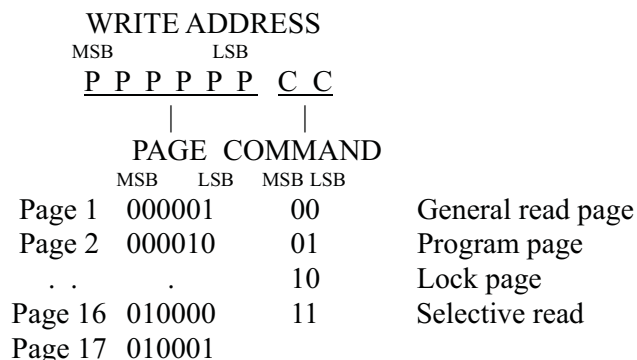 WRITE ADDRESS
MSB LSB
P P P P P P C C
| |
PAGE COMMAND
MSB LSB MSB LSB
Page 1 000001 00 General read page
Page 2 000010 01 Program page
. . . 10 Lock page
Page 16 010000 11 Selective read
Page 17 010001